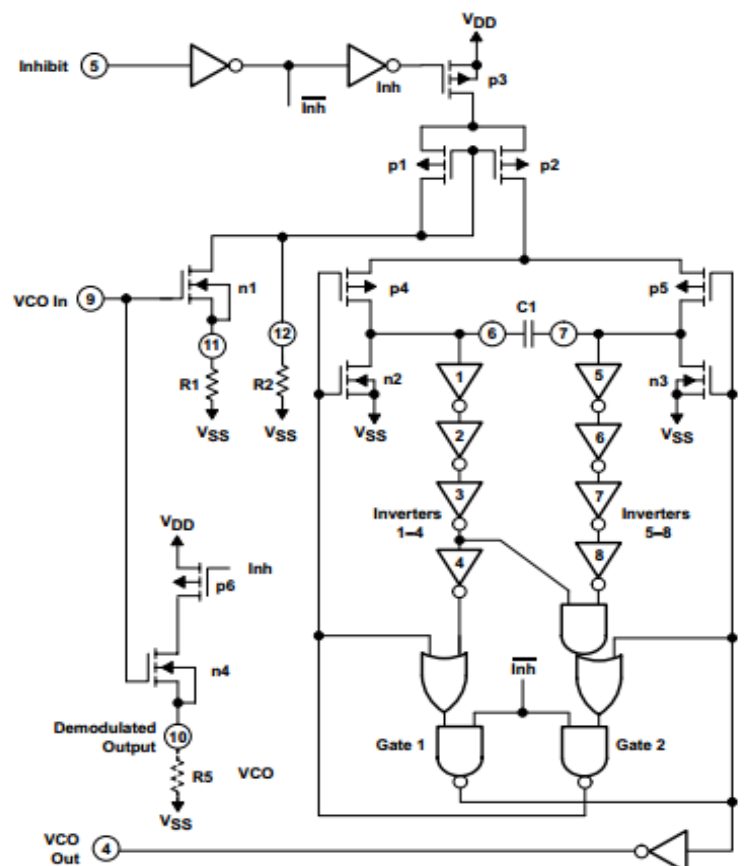 VDD
Inhibit 5
Inh
Inh
p3
p1
p2
p4
C1
p5
VCO In 9
n1
6
7
11
12
R1
R2
n2
1
5
n3
VSS
VSS
VSS
VSS
2
6
3
7
Inverters
1–4
Inverters
5–8
4
8
VDD
Inh
p6
n4
Inh
Demodulated
Output
10
Gate 1
Gate 2
R5
VCO
VSS
VCO
Out
4